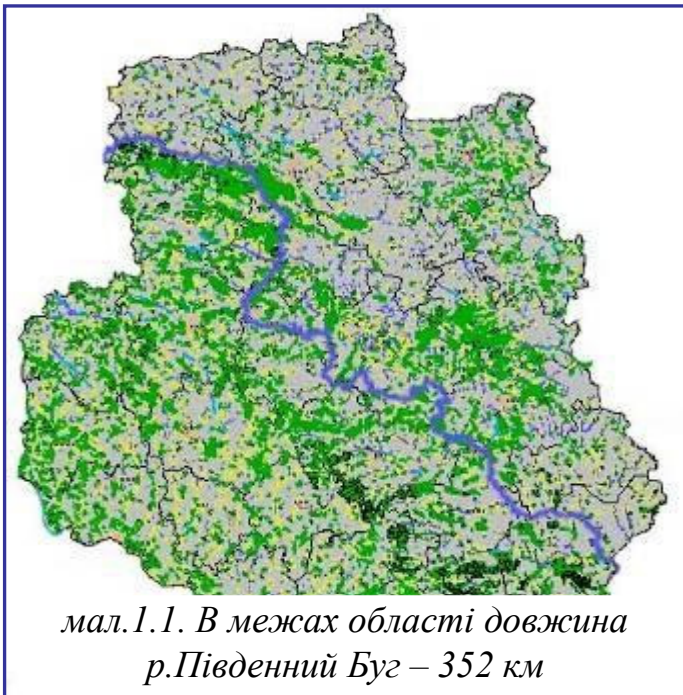 мал.1.1. В межах області довжина
р.Південний Буг – 352 км